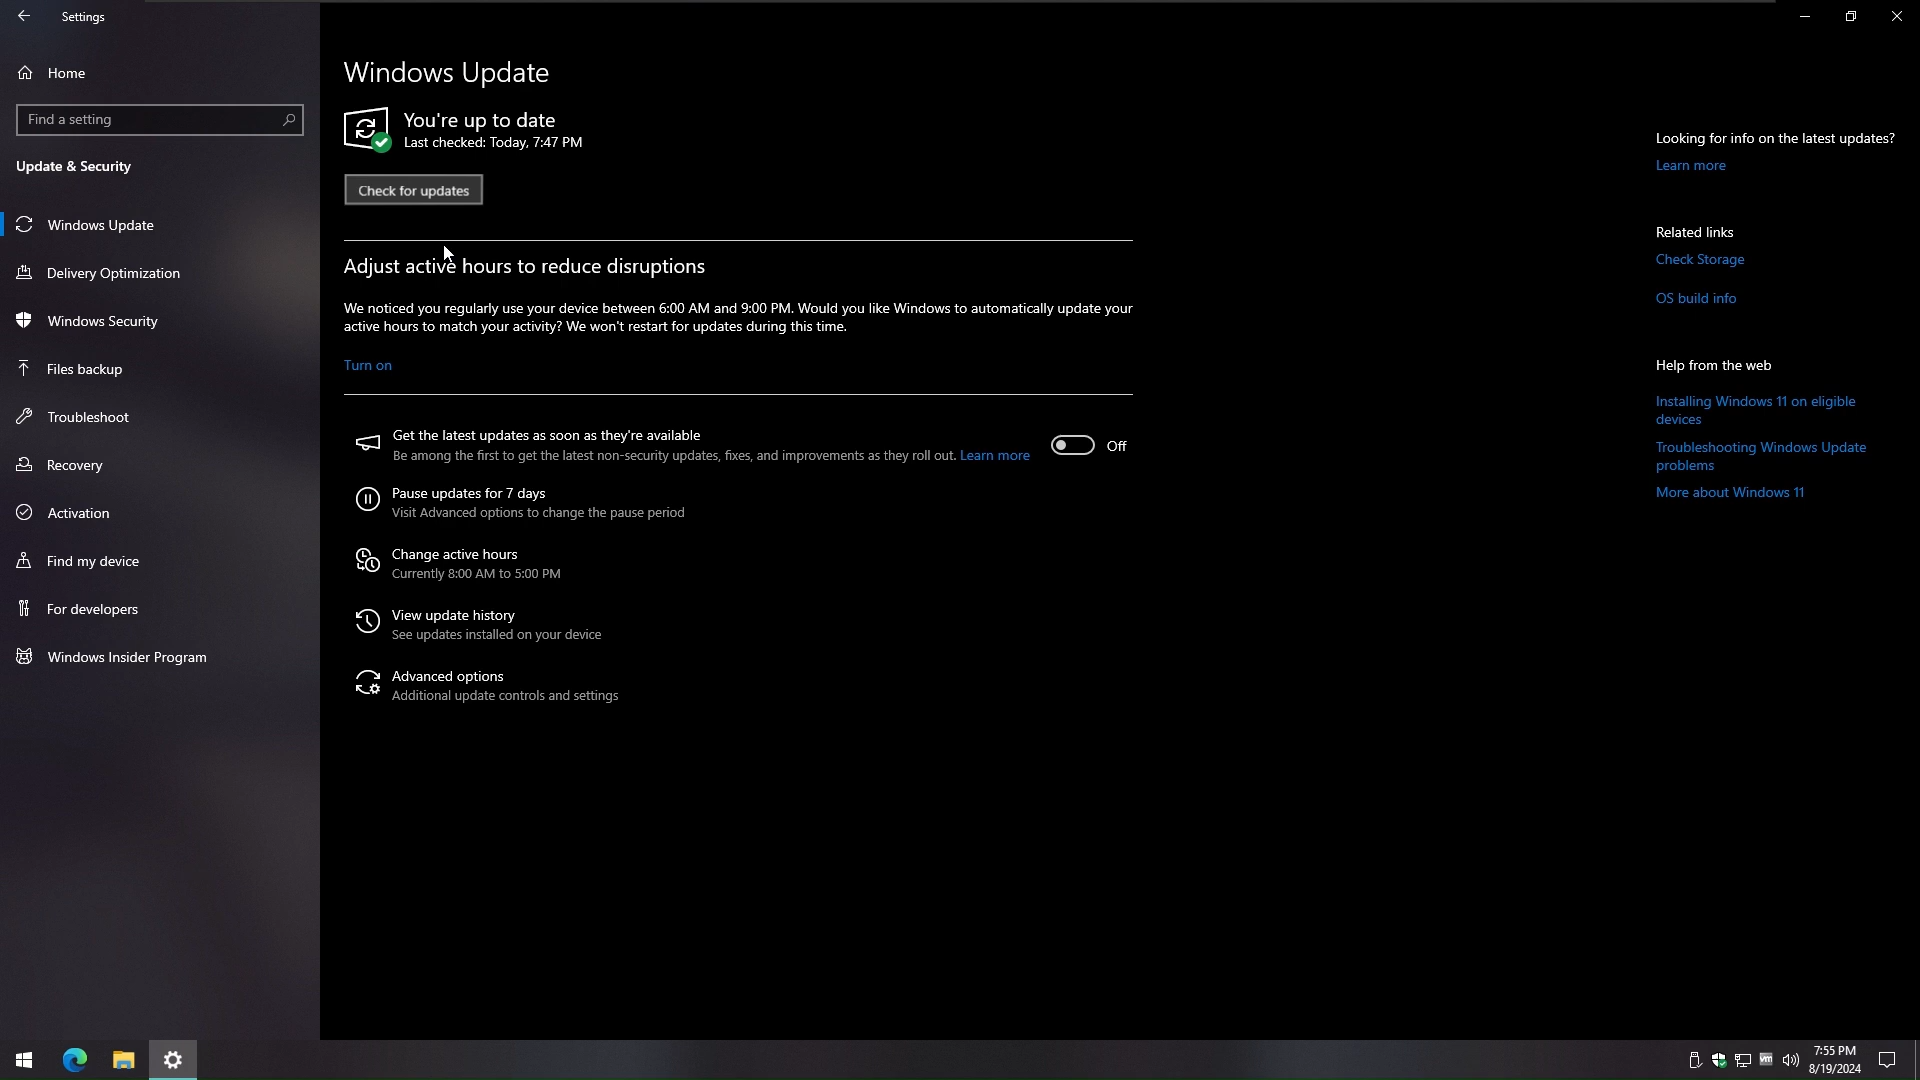 Settings
Home
Find a setting
Update & Security
Windows Update
Delivery Optimization
Windows Security
Files backup
Troubleshoot
Recovery
Activation
Find my device
For developers
Windows Insider Program
Windows Update
You're up to date
Last checked: Today, 7:47 PM
Check for updates
Adjust active hours to reduce disruptions
We noticed you regularly use your device between 6:00 AM and 9:00 PM. Would you like Windows to automatically update your
active hours to match your activity? We won't restart for updates during this time.
Turn on
Get the latest updates as soon as they're available
Be among the first to get the latest non-security updates, fixes, and improvements as they roll out. Learn more
Off
Pause updates for 7 days
Visit Advanced options to change the pause period
Change active hours
Currently 8:00 AM to 5:00 PM
View update history
See updates installed on your device
Advanced options
Additional update controls and settings
Looking for info on the latest updates?
Learn more
Related links
Check Storage
OS build info
Help from the web
Installing Windows 11 on eligible
devices
Troubleshooting Windows Update
problems
More about Windows 11
vm
7:55 PM
8/19/2024